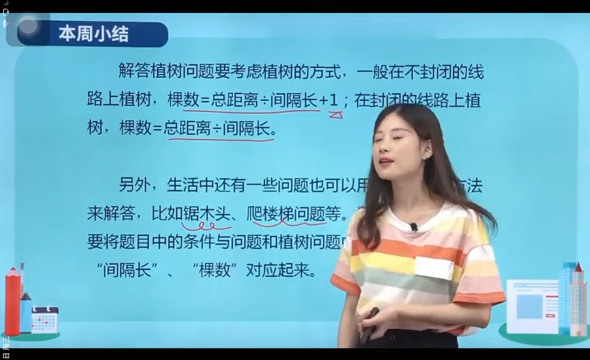 本周小结
解答植树问题要考虑植树的方式，一般在不封闭的线
路上植树，棵数=总距离÷间隔长+1；在封闭的线路上植
树，棵数=总距离÷间隔长。
另外，生活中还有一些问题也可以用
方法
来解答，比如锯木头、爬楼梯问题等。
要将题目中的条件与问题和植树问题
“间隔长”、“棵数”对应起来。